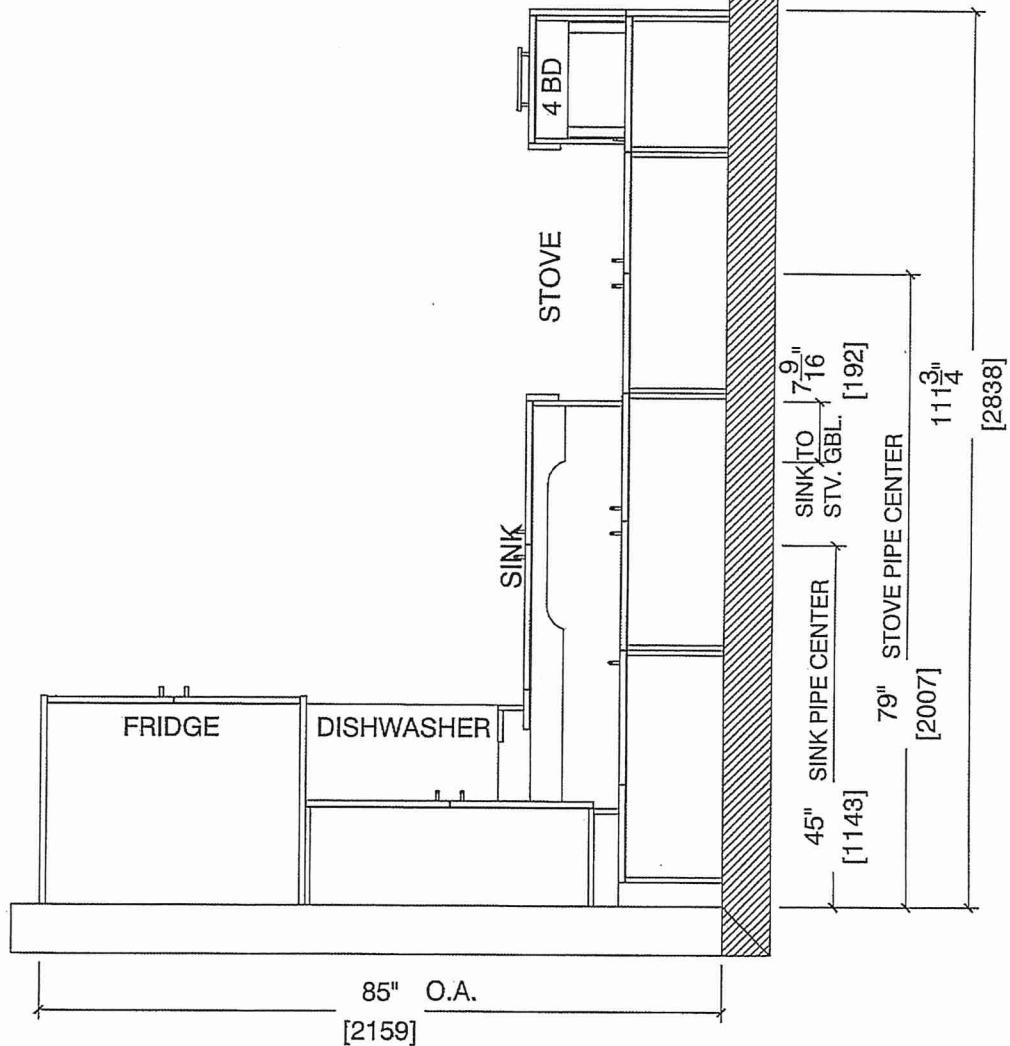 4 BD
STOVE
SINK
FRIDGE
DISHWASHER
7 9/16"
[192]
SINK TO
STV. GBL.
45" SINK PIPE CENTER
[1143]
79" STOVE PIPE CENTER
[2007]
111 3/4"
[2838]
85" O.A.
[2159]